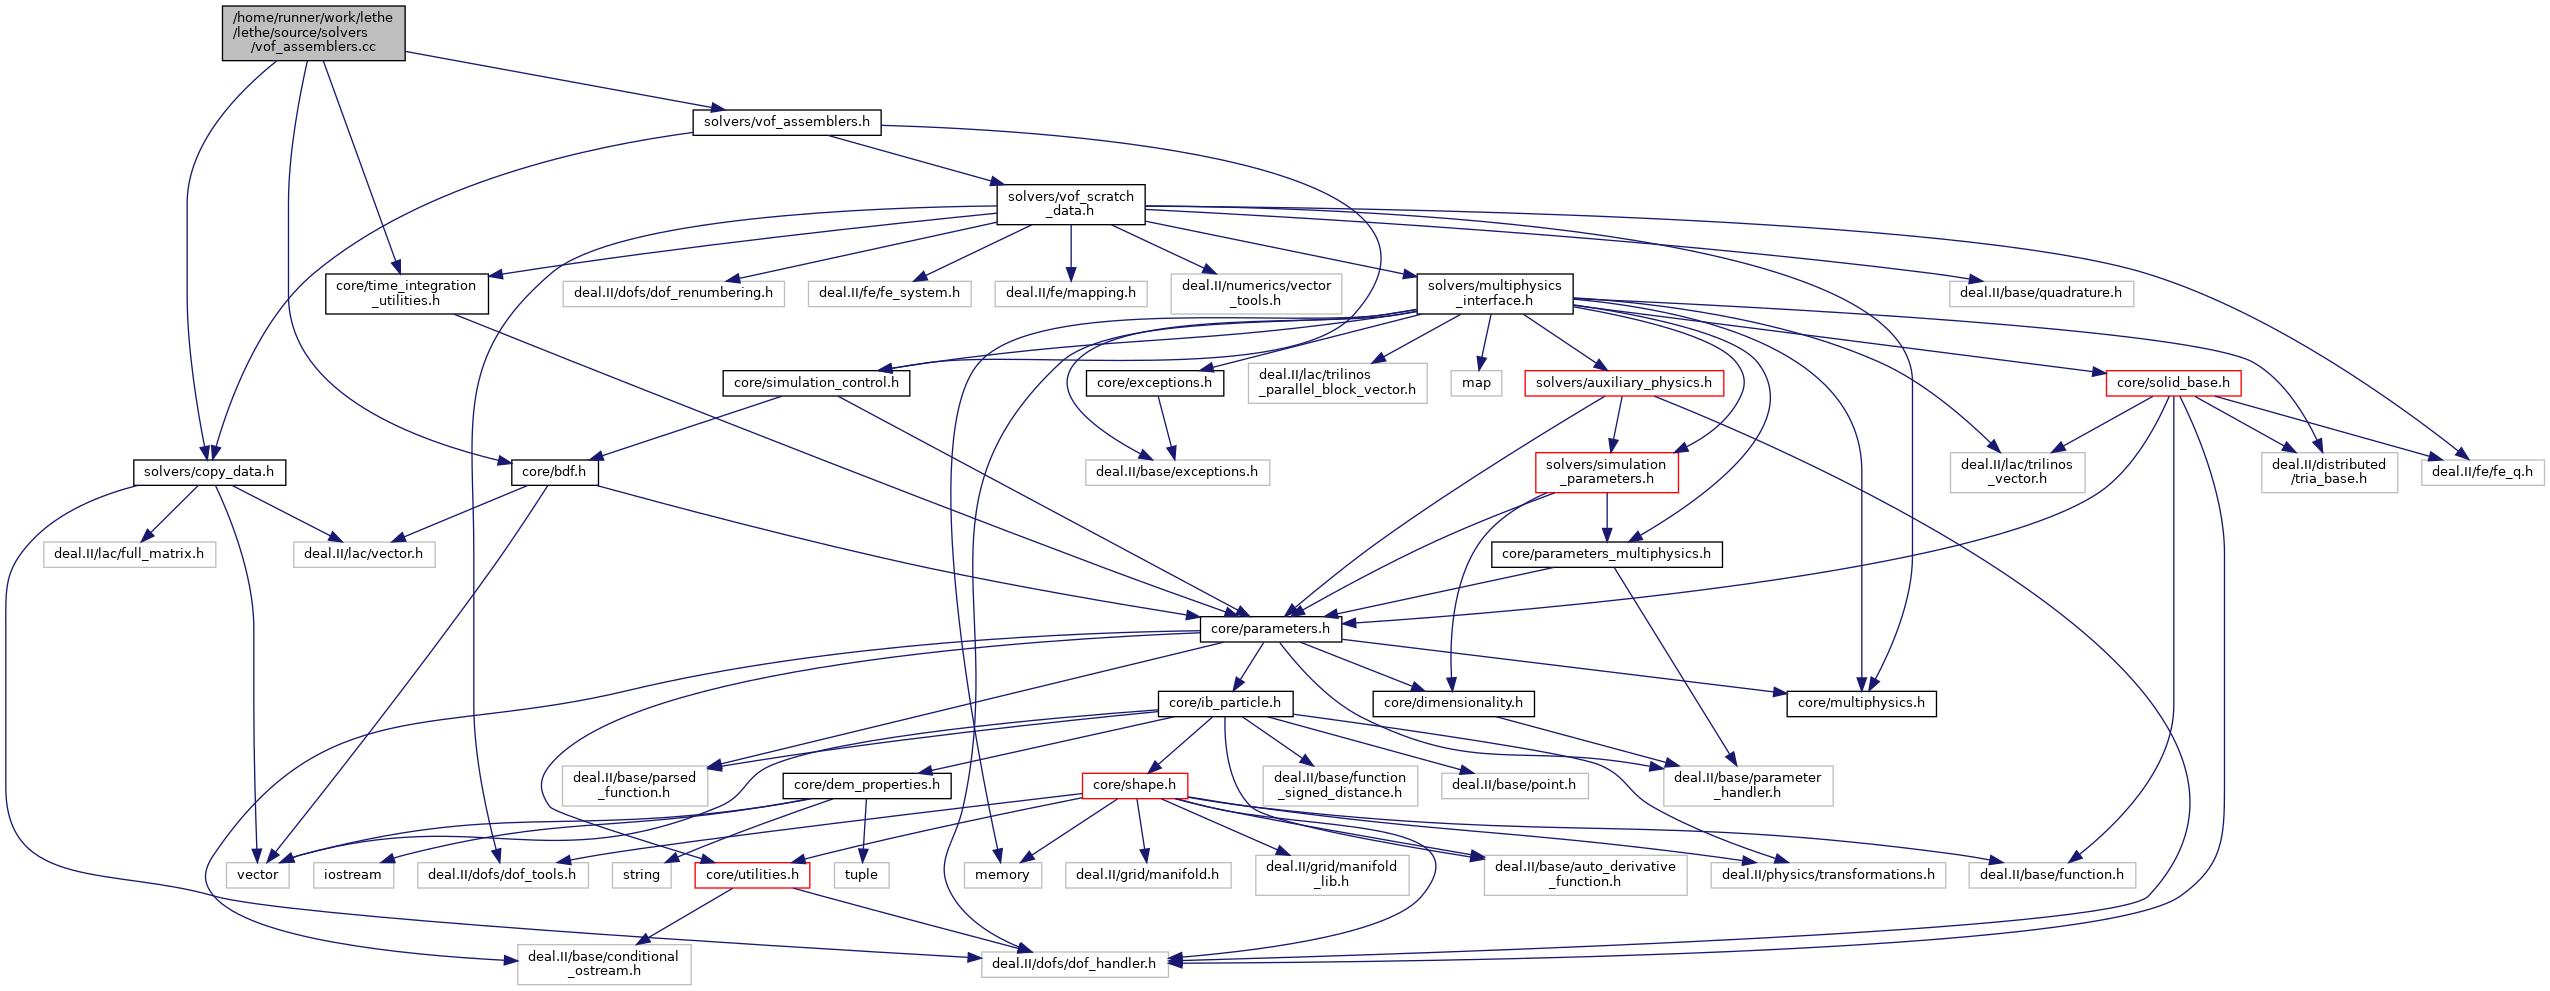 /home/runner/work/lethe
/lethe/source/solvers
/vof_assemblers.cc
solvers/vof_assemblers.h
solvers/vof_scratch
_data.h
core/time_integration
_utilities.h
deal.II/dofs/dof_renumbering.h
deal.II/fe/fe_system.h
deal.II/fe/mapping.h
deal.II/numerics/vector
_tools.h
solvers/multiphysics
_interface.h
deal.II/base/quadrature.h
core/simulation_control.h
core/exceptions.h
deal.II/lac/trilinos
_parallel_block_vector.h
map
solvers/auxiliary_physics.h
core/solid_base.h
solvers/copy_data.h
core/bdf.h
deal.II/base/exceptions.h
solvers/simulation
_parameters.h
deal.II/lac/trilinos
_vector.h
deal.II/distributed
/tria_base.h
deal.II/fe/fe_q.h
deal.II/lac/full_matrix.h
deal.II/lac/vector.h
core/parameters_multiphysics.h
core/parameters.h
core/ib_particle.h
core/dimensionality.h
core/multiphysics.h
deal.II/base/parsed
_function.h
core/dem_properties.h
core/shape.h
deal.II/base/function
_signed_distance.h
deal.II/base/point.h
deal.II/base/parameter
_handler.h
vector
iostream
deal.II/dofs/dof_tools.h
string
core/utilities.h
tuple
memory
deal.II/grid/manifold.h
deal.II/grid/manifold
_lib.h
deal.II/base/auto_derivative
_function.h
deal.II/physics/transformations.h
deal.II/base/function.h
deal.II/base/conditional
_ostream.h
deal.II/dofs/dof_handler.h